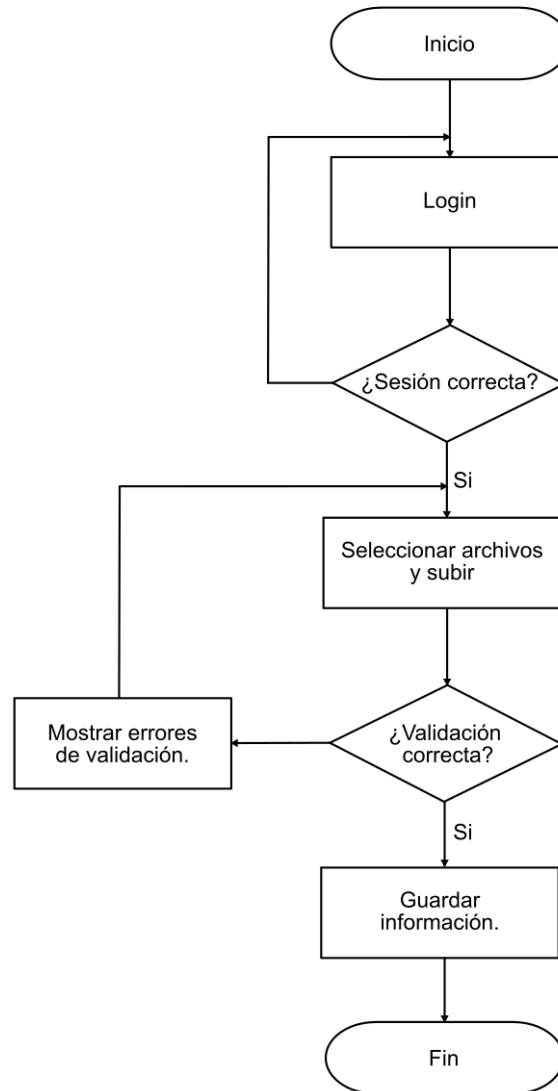 Inicio
Login
¿Sesión correcta?
Si
Seleccionar archivos
y subir
Mostrar errores
de validación.
¿Validación
correcta?
Si
Guardar
información.
Fin